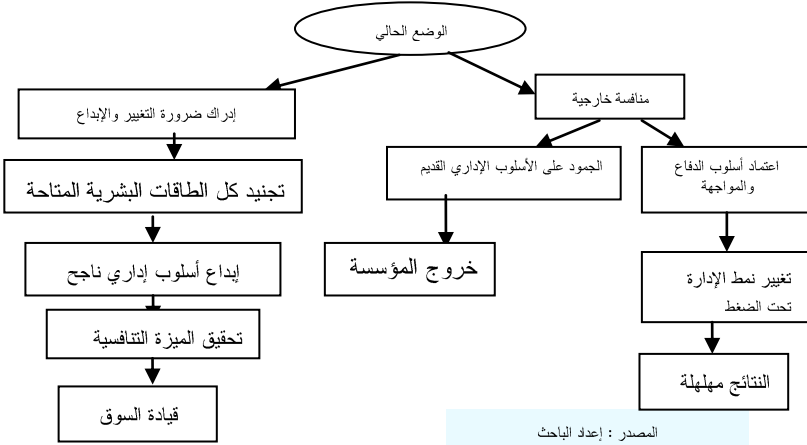 الوضع الحالي
منافسة خارجية
إدراك ضرورة التغيير والإبداع
اعتماد أسلوب الدفاع
والمواجهة
الجمود على الأسلوب الإداري القديم
تجنيد كل الطاقات البشرية المتاحة
تغيير نمط الإدارة
تحت الضغط
خروج المؤسسة
إبداع أسلوب إداري ناجح
تحقيق الميزة التنافسية
النتائج مهلهلة
قيادة السوق
المصدر : إعداد الباحث